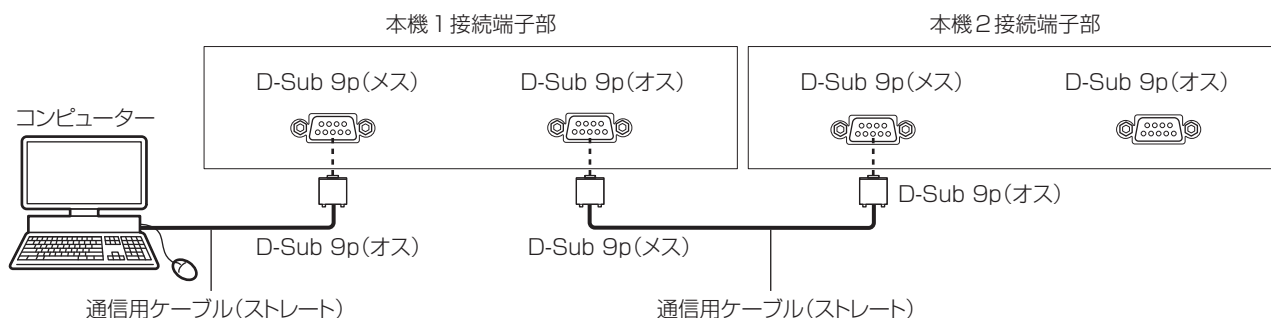 本機1接続端子部
本機2接続端子部
D-Sub 9p(メス)
D-Sub 9p(オス)
D-Sub 9p(メス)
D-Sub 9p(オス)
コンピューター
D-Sub 9p(オス)
D-Sub 9p(オス)
D-Sub 9p(メス)
通信用ケーブル(ストレート)
通信用ケーブル(ストレート)